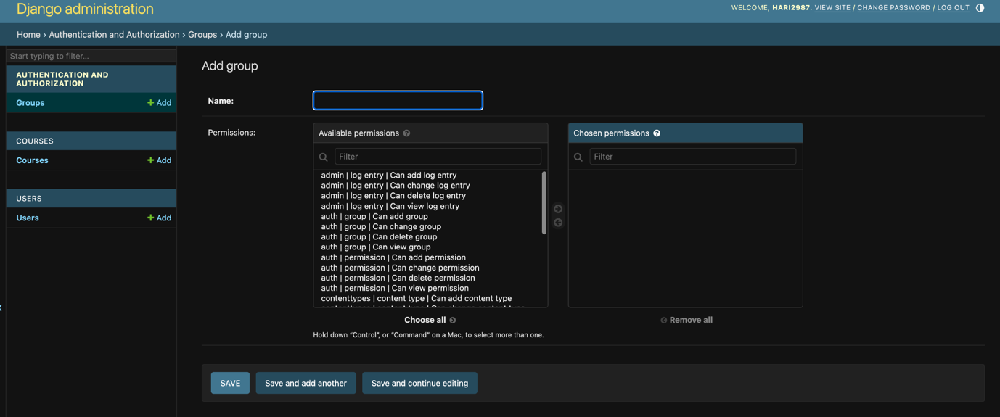 Django administration
WELCOME, HARI2987. VIEW SITE / CHANGE PASSWORD / LOG OUT
Home › Authentication and Authorization › Groups › Add group
Start typing to filter...
AUTHENTICATION AND
AUTHORIZATION
Groups
+ Add
COURSES
Courses
+ Add
USERS
Users
+ Add
Add group
Name:
Permissions:
Available permissions ?
Filter
admin | log entry | Can add log entry
admin | log entry | Can change log entry
admin | log entry | Can delete log entry
admin | log entry | Can view log entry
auth | group | Can add group
auth | group | Can change group
auth | group | Can delete group
auth | group | Can view group
auth | permission | Can add permission
auth | permission | Can change permission
auth | permission | Can delete permission
auth | permission | Can view permission
contenttypes | content type | Can add content type
contenttypes | content type | Can change content type
Choose all
Hold down “Control”, or “Command” on a Mac, to select more than one.
Chosen permissions ?
Filter
Remove all
SAVE
Save and add another
Save and continue editing